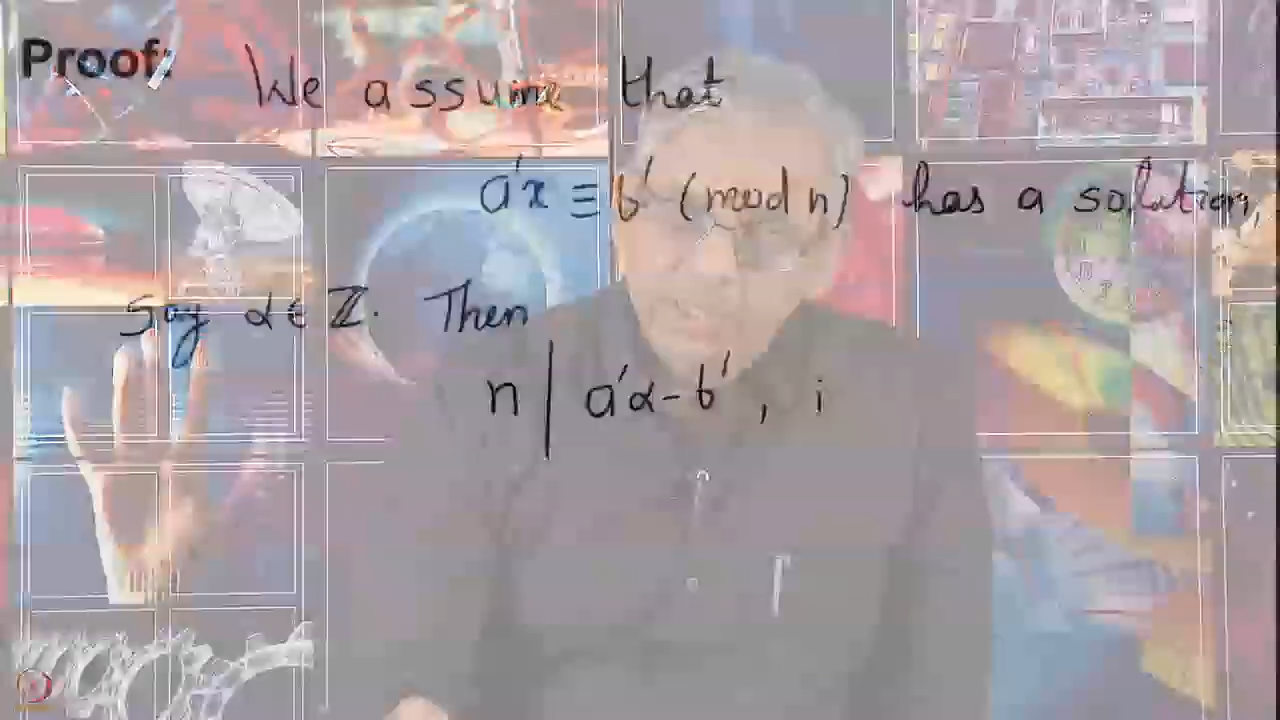 Proof: We assume that
a'x ≡ b' (mod n) has a solution,
say α ∈ ℤ. Then
n | a'α - b' , i